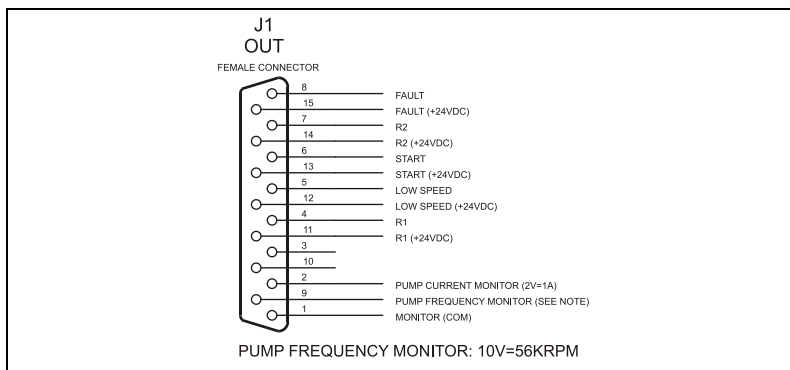 J1
OUT
FEMALE CONNECTOR
8
FAULT
15
FAULT (+24VDC)
7
R2
14
R2 (+24VDC)
6
START
13
START (+24VDC)
5
LOW SPEED
12
LOW SPEED (+24VDC)
4
R1
11
R1 (+24VDC)
3
10
2
PUMP CURRENT MONITOR (2V=1A)
9
PUMP FREQUENCY MONITOR (SEE NOTE)
1
MONITOR (COM)
PUMP FREQUENCY MONITOR: 10V=56KRPM